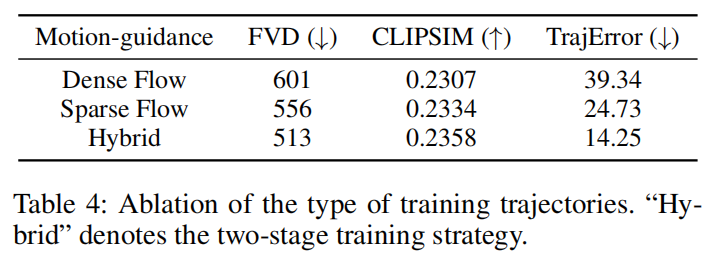 Motion-guidance FVD (↓) CLIPSIM (↑) TrajError (↓)
Dense Flow 601 0.2307 39.34
Sparse Flow 556 0.2334 24.73
Hybrid 513 0.2358 14.25
Table 4: Ablation of the type of training trajectories. “Hy-
brid” denotes the two-stage training strategy.